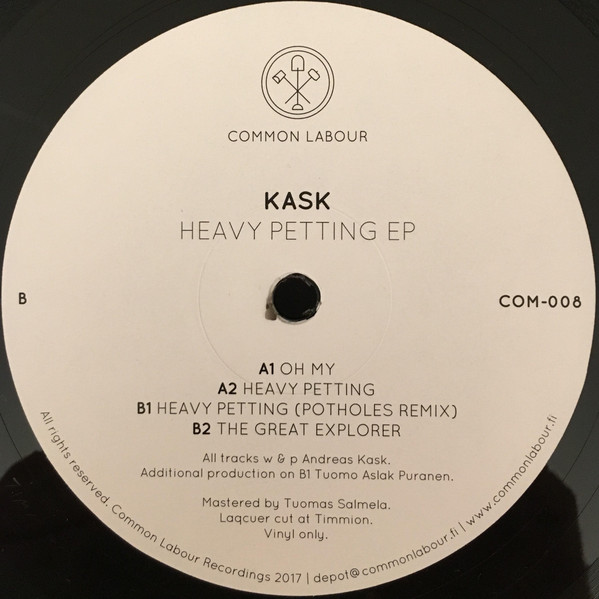 COMMON LABOUR
KASK
HEAVY PETTING EP
B
COM-008
A1 OH MY
A2 HEAVY PETTING
B1 HEAVY PETTING (POTHOLES REMIX)
B2 THE GREAT EXPLORER
All tracks w & p Andreas Kask.
Additional production on B1 Tuomo Aslak Puranen.
Mastered by Tuomas Salmela.
Laqcuer cut at Timmion.
Vinyl only.
All rights reserved. Common Labour Recordings 2017 | depot@commonlabour.fi | www.commonlabour.fi